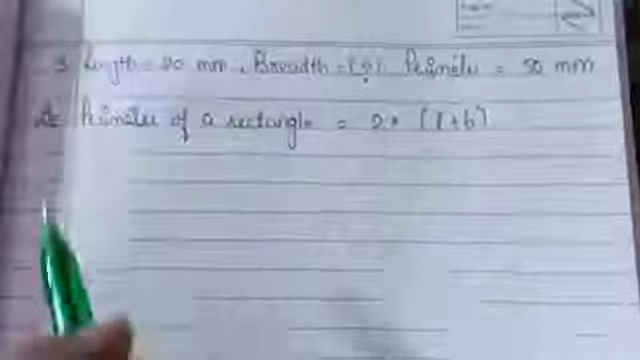 3. Length = 20 mm, Breadth = (?) Perimeter = 50 mm
Perimeter of a rectangle = 2 × (l+b)